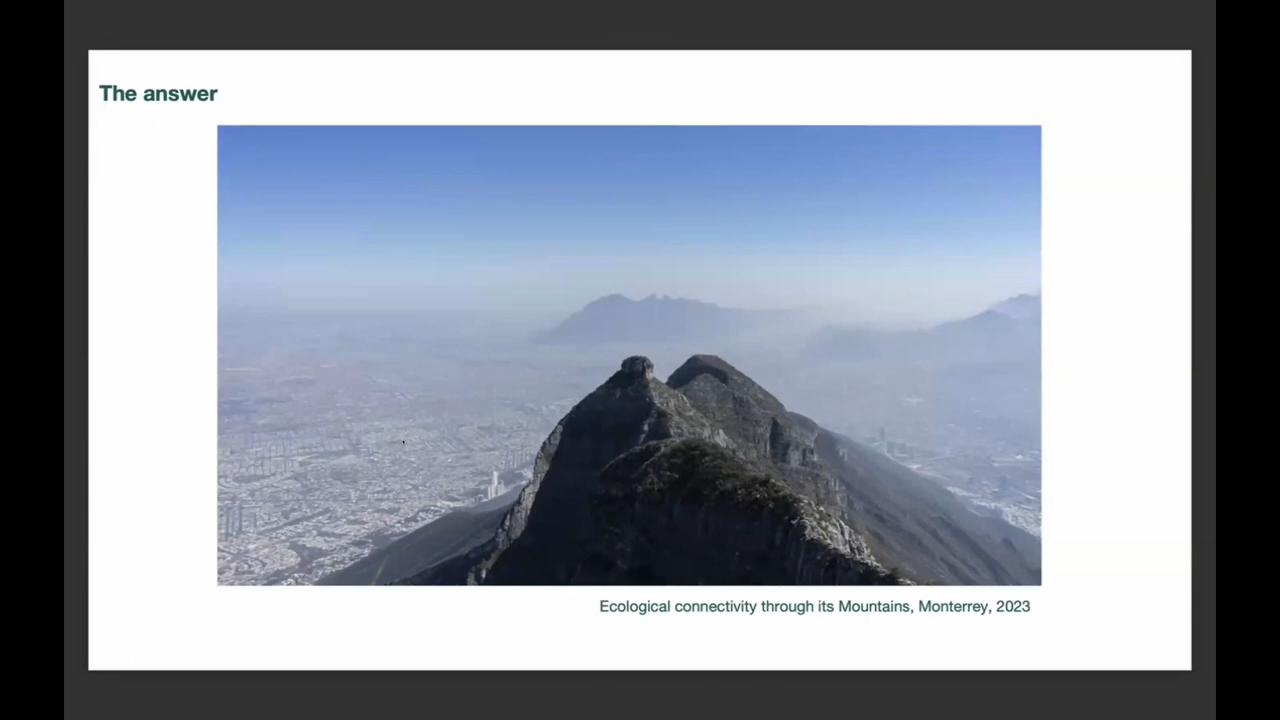 The answer
Ecological connectivity through its Mountains, Monterrey, 2023